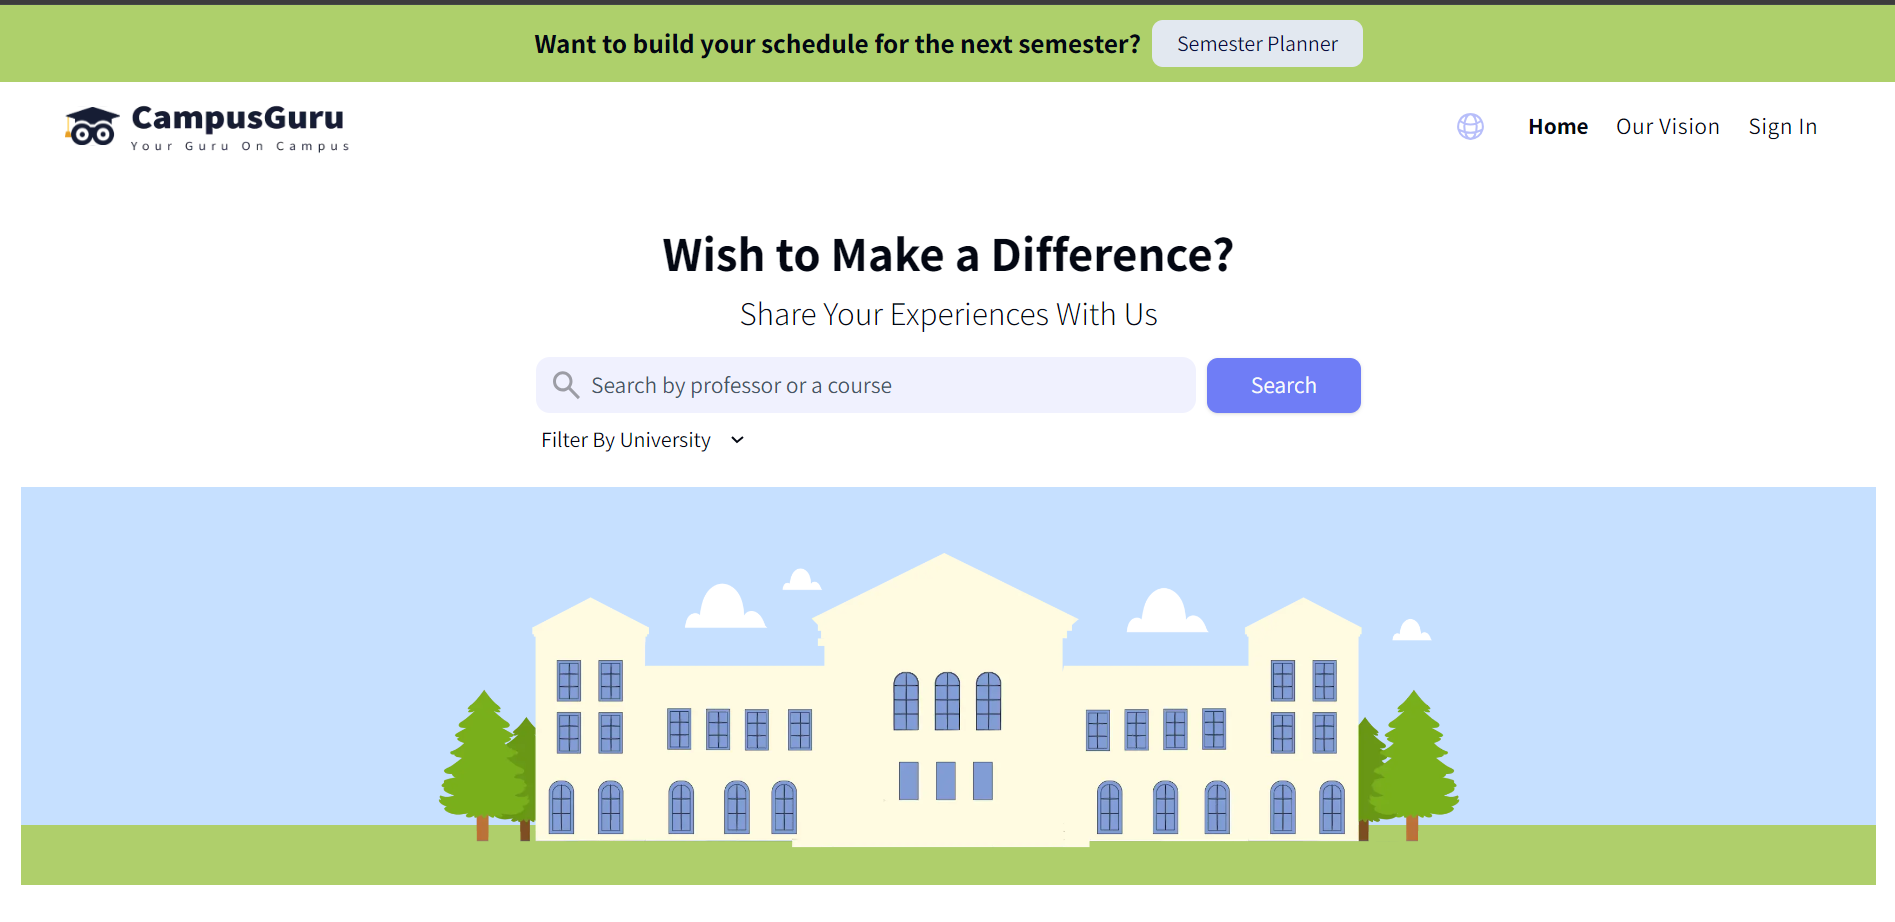 Want to build your schedule for the next semester? Semester Planner
CampusGuru
Your Guru On Campus
Home Our Vision Sign In
Wish to Make a Difference?
Share Your Experiences With Us
Search by professor or a course Search
Filter By University